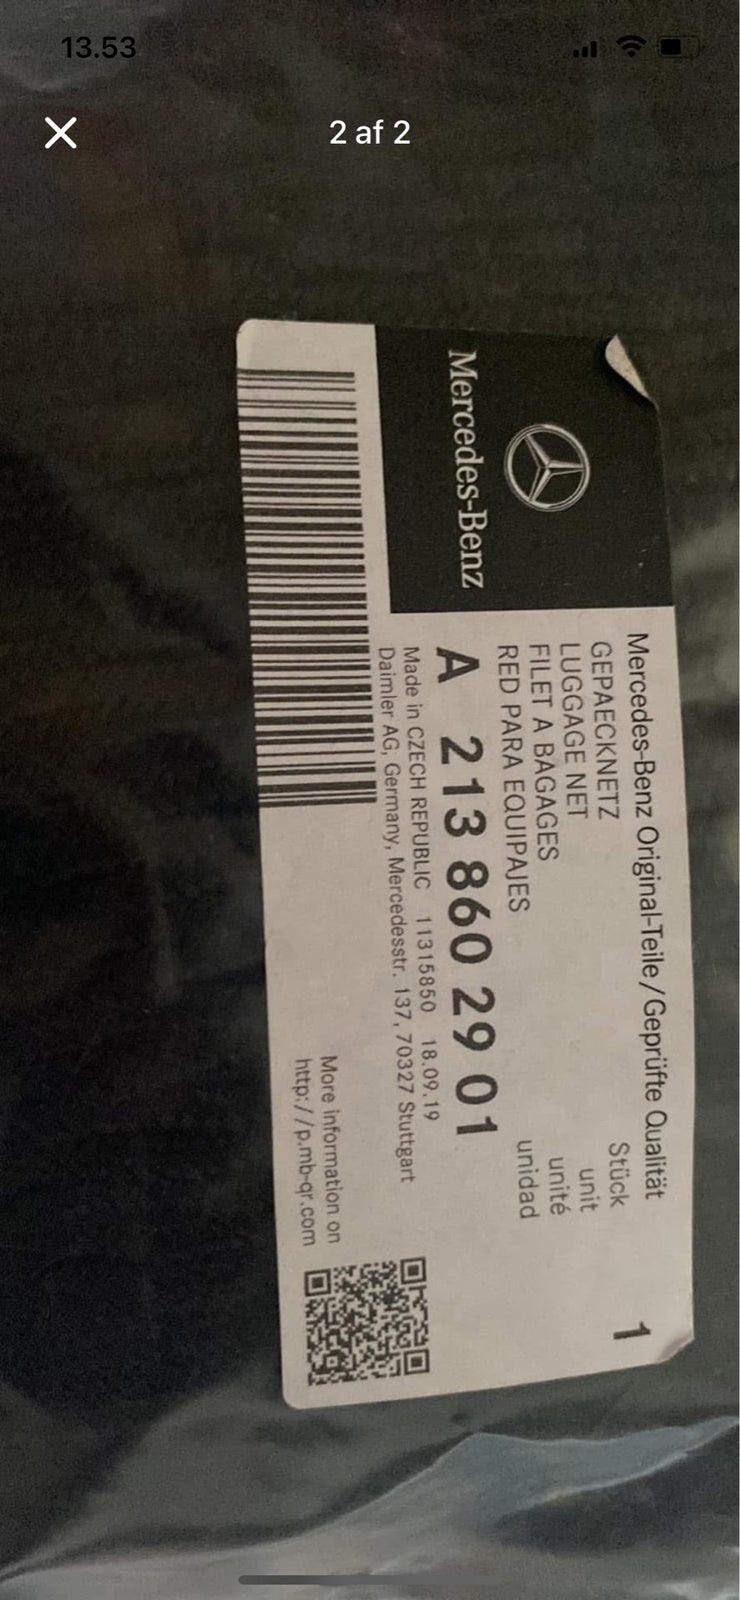 13.53
2 af 2
Mercedes-Benz
Mercedes-Benz Original-Teile/Geprüfte Qualität
GEPAECKNETZ
LUGGAGE NET
FILET A BAGAGES
RED PARA EQUIPAJES
Stück
unit
unité
unidad
1
A 213 860 29 01
Made in CZECH REPUBLIC 11315850 18.09.19
Daimler AG, Germany, Mercedesstr. 137, 70327 Stuttgart
More information on
http://p.mb-qr.com